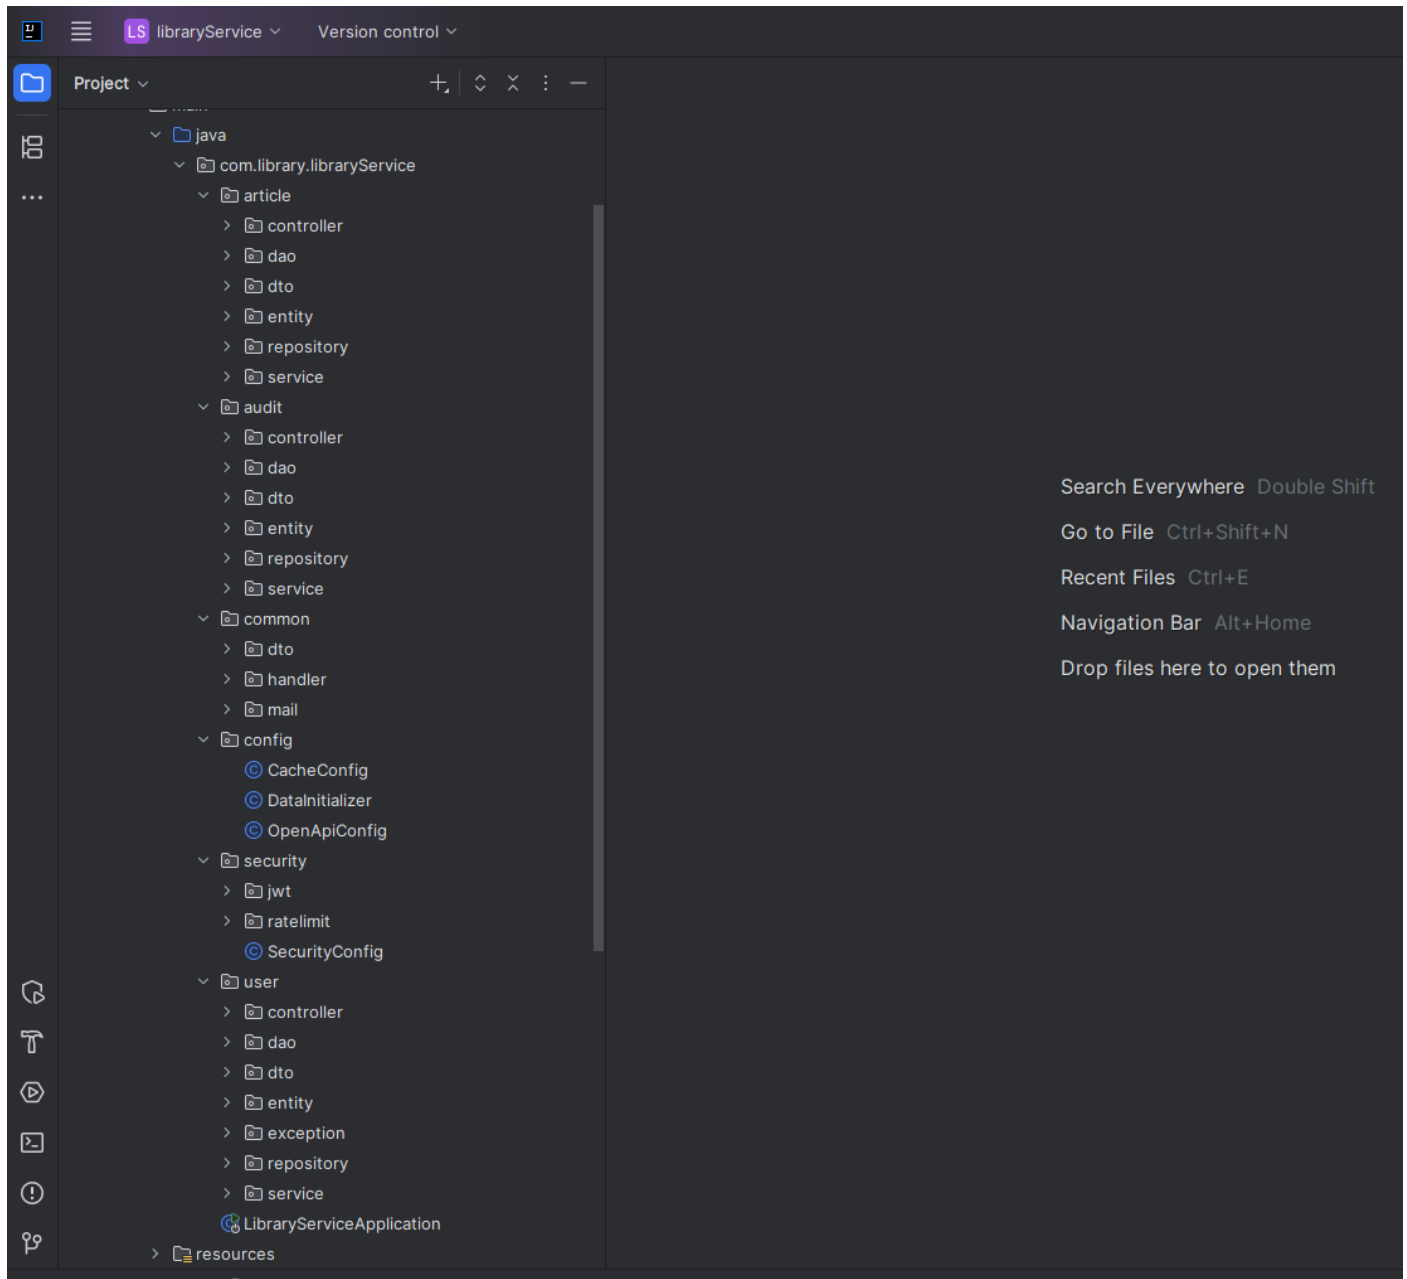 LS libraryService Version control
Project
main
java
com.library.libraryService
article
controller
dao
dto
entity
repository
service
audit
controller
dao
dto
entity
repository
service
common
dto
handler
mail
config
CacheConfig
DataInitializer
OpenApiConfig
security
jwt
ratelimit
SecurityConfig
user
controller
dao
dto
entity
exception
repository
service
LibraryServiceApplication
resources
Search Everywhere Double Shift
Go to File Ctrl+Shift+N
Recent Files Ctrl+E
Navigation Bar Alt+Home
Drop files here to open them